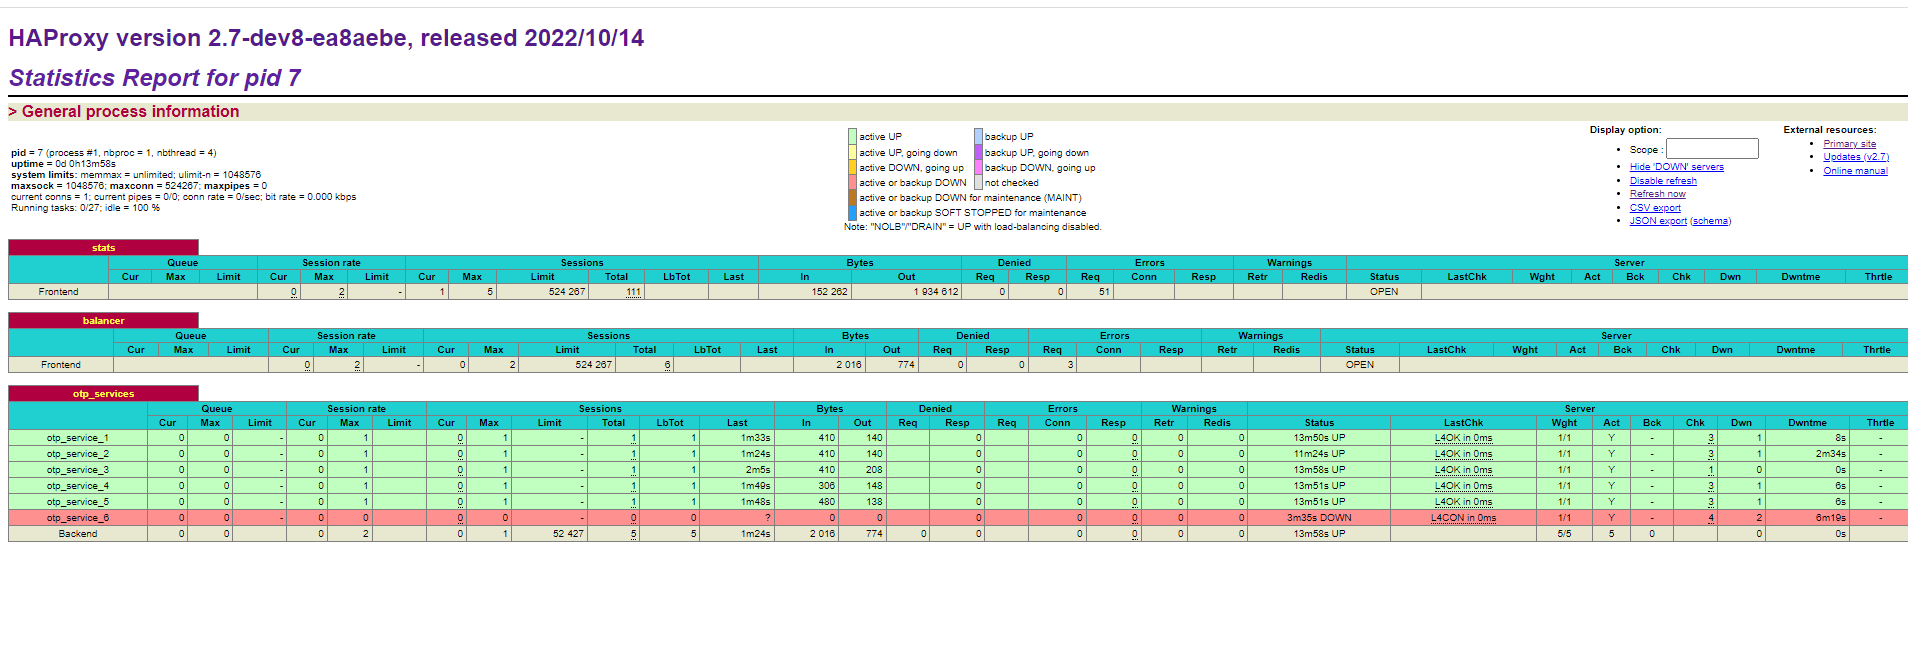 HAProxy version 2.7-dev8-ea8aebe, released 2022/10/14
Statistics Report for pid 7
> General process information
pid = 7 (process #1, nbproc = 1, nbthread = 4)
uptime = 0d 0h13m58s
system limits: memmax = unlimited; ulimit-n = 1048576
maxsock = 1048576; maxconn = 524267; maxpipes = 0
current conns = 1; current pipes = 0/0; conn rate = 0/sec; bit rate = 0.000 kbps
Running tasks: 0/27; idle = 100 %
active UP backup UP
active UP, going down backup UP, going down
active DOWN, going up backup DOWN, going up
active or backup DOWN not checked
active or backup DOWN for maintenance (MAINT)
active or backup SOFT STOPPED for maintenance
Note: "NOLB"/"DRAIN" = UP with load-balancing disabled.
Display option:
• Scope :
• Hide 'DOWN' servers
• Disable refresh
• Refresh now
• CSV export
• JSON export (schema)
External resources:
• Primary site
• Updates (v2.7)
• Online manual
stats
Queue Session rate Sessions Bytes Denied Errors Warnings Server
Cur Max Limit Cur Max Limit Cur Max Limit Total LbTot Last In Out Req Resp Req Conn Resp Retr Redis Status LastChk Wght Act Bck Chk Dwn Dwntme Thrtle
Frontend 0 2 - 1 5 524 267 111 152 262 1 934 612 0 0 51 OPEN
balancer
Queue Session rate Sessions Bytes Denied Errors Warnings Server
Cur Max Limit Cur Max Limit Cur Max Limit Total LbTot Last In Out Req Resp Req Conn Resp Retr Redis Status LastChk Wght Act Bck Chk Dwn Dwntme Thrtle
Frontend 0 2 - 0 2 524 267 6 2 016 774 0 0 3 OPEN
otp_services
Queue Session rate Sessions Bytes Denied Errors Warnings Server
Cur Max Limit Cur Max Limit Cur Max Limit Total LbTot Last In Out Req Resp Req Conn Resp Retr Redis Status LastChk Wght Act Bck Chk Dwn Dwntme Thrtle
otp_service_1 0 0 - 0 1 0 1 - 1 1 1m33s 410 140 0 0 0 0 0 13m50s UP L4OK in 0ms 1/1 Y - 3 1 8s -
otp_service_2 0 0 - 0 1 0 1 - 1 1 1m24s 410 140 0 0 0 0 0 11m24s UP L4OK in 0ms 1/1 Y - 3 1 2m34s -
otp_service_3 0 0 - 0 1 0 1 - 1 1 2m5s 410 208 0 0 0 0 0 13m58s UP L4OK in 0ms 1/1 Y - 1 0 0s -
otp_service_4 0 0 - 0 1 0 1 - 1 1 1m49s 306 148 0 0 0 0 0 13m51s UP L4OK in 0ms 1/1 Y - 3 1 6s -
otp_service_5 0 0 - 0 1 0 1 - 1 1 1m48s 480 138 0 0 0 0 0 13m51s UP L4OK in 0ms 1/1 Y - 3 1 6s -
otp_service_6 0 0 - 0 0 0 0 - 0 0 ? 0 0 0 0 0 0 0 3m35s DOWN L4CON in 0ms 1/1 Y - 4 2 6m19s -
Backend 0 0 0 2 0 1 52 427 5 5 1m24s 2 016 774 0 0 0 0 0 0 13m58s UP 5/5 5 0 0 0s